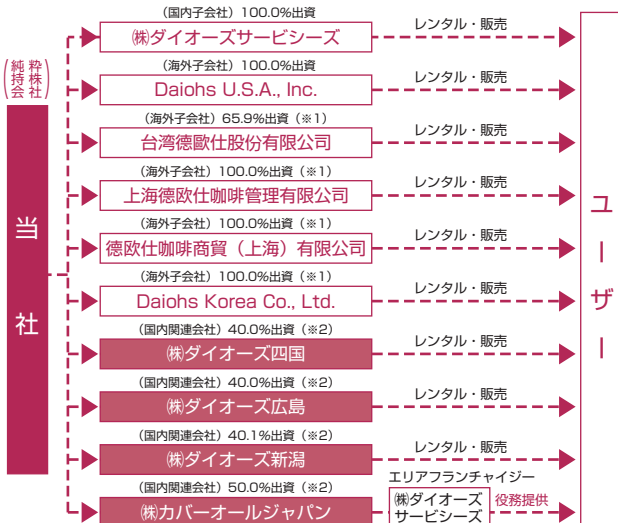 (純粋持株会社)
当社
(国内子会社)100.0%出資
㈱ダイオーズサービシーズ
レンタル・販売
(海外子会社)100.0%出資
Daiohs U.S.A., Inc.
レンタル・販売
(海外子会社)65.9%出資(※1)
台湾德歐仕股份有限公司
レンタル・販売
(海外子会社)100.0%出資(※1)
上海德欧仕咖啡管理有限公司
レンタル・販売
(海外子会社)100.0%出資(※1)
德欧仕咖啡商貿(上海)有限公司
レンタル・販売
(海外子会社)100.0%出資(※1)
Daiohs Korea Co., Ltd.
レンタル・販売
(国内関連会社)40.0%出資(※2)
㈱ダイオーズ四国
レンタル・販売
(国内関連会社)40.0%出資(※2)
㈱ダイオーズ広島
レンタル・販売
(国内関連会社)40.1%出資(※2)
㈱ダイオーズ新潟
レンタル・販売
(国内関連会社)50.0%出資(※2)
㈱カバーオールジャパン
エリアフランチャイジー
㈱ダイオーズ
サービシーズ
役務提供
ユーザー